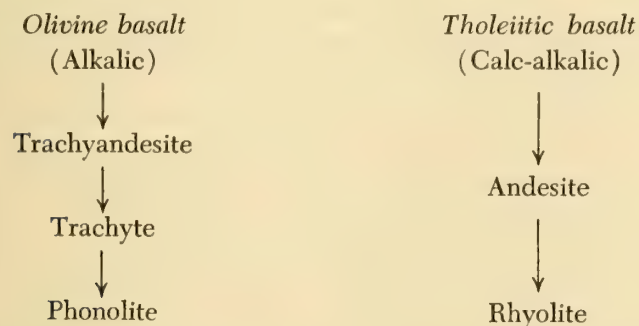 Olivine basalt
(Alkalic)
Trachyandesite
Trachyte
Phonolite
Tholeiitic basalt
(Calc-alkalic)
Andesite
Rhyolite